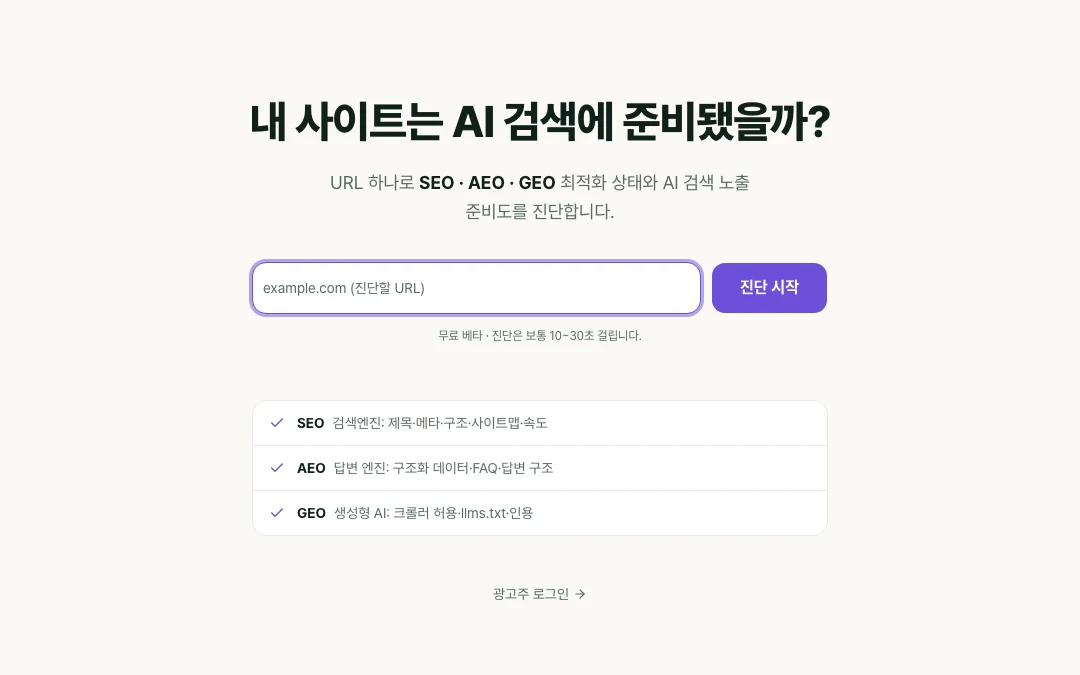 내 사이트는 AI 검색에 준비됐을까?
URL 하나로 SEO · AEO · GEO 최적화 상태와 AI 검색 노출
준비도를 진단합니다.
example.com (진단할 URL)
진단 시작
무료 베타 · 진단은 보통 10~30초 걸립니다.
SEO 검색엔진: 제목·메타·구조·사이트맵·속도
AEO 답변 엔진: 구조화 데이터·FAQ·답변 구조
GEO 생성형 AI: 크롤러 허용·llms.txt·인용
광고주 로그인 →